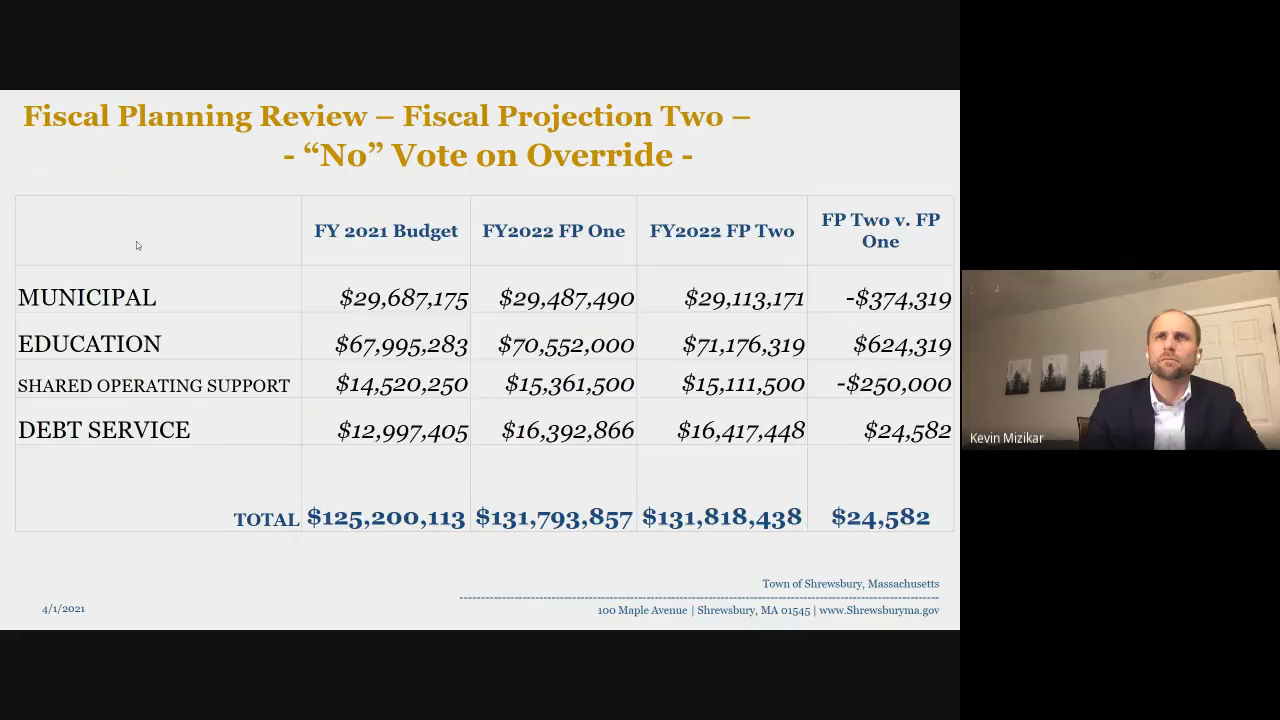 Fiscal Planning Review – Fiscal Projection Two –
- “No” Vote on Override -
FY 2021 Budget FY2022 FP One FY2022 FP Two FP Two v. FP One
MUNICIPAL $29,687,175 $29,487,490 $29,113,171 -$374,319
EDUCATION $67,995,283 $70,552,000 $71,176,319 $624,319
SHARED OPERATING SUPPORT $14,520,250 $15,361,500 $15,111,500 -$250,000
DEBT SERVICE $12,997,405 $16,392,866 $16,417,448 $24,582
TOTAL $125,200,113 $131,793,857 $131,818,438 $24,582
Town of Shrewsbury, Massachusetts
4/1/2021
100 Maple Avenue | Shrewsbury, MA 01545 | www.Shrewsburyma.gov
Kevin Mizikar